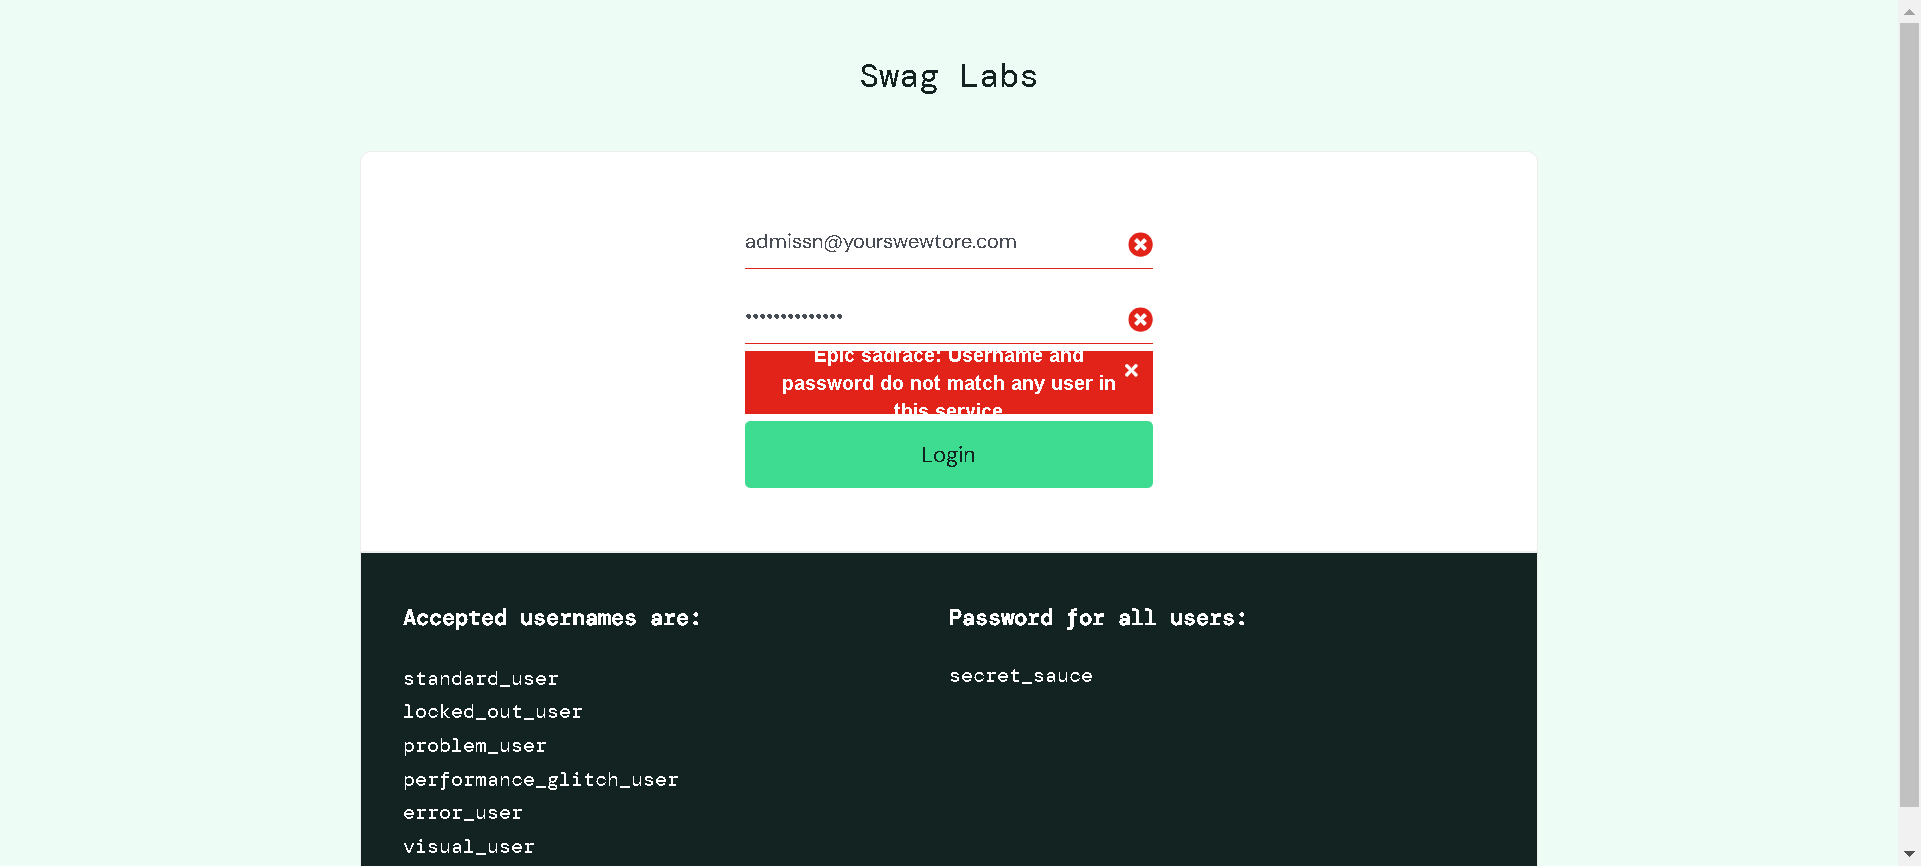 Swag Labs
admissn@yourswewtore.com
••••••••••••••
Epic sadface: Username and
password do not match any user in
this service
Login
Accepted usernames are:
standard_user
locked_out_user
problem_user
performance_glitch_user
error_user
visual_user
Password for all users:
secret_sauce